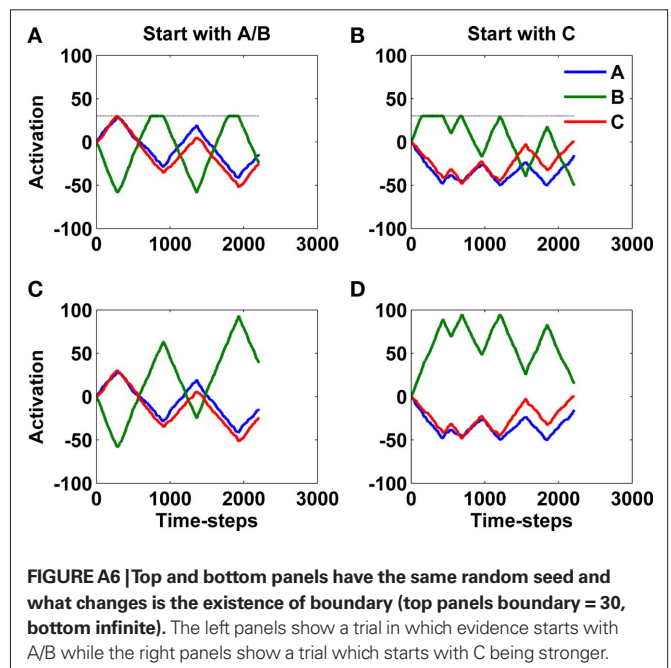 A
Start with A/B
B
Start with C
100
50
0
-50
-100
Activation
0
1000
2000
3000
100
50
0
-50
-100
0
1000
2000
3000
A
B
C
C
D
100
50
0
-50
-100
Activation
0
1000
2000
3000
Time-steps
100
50
0
-50
-100
0
1000
2000
3000
Time-steps
FIGURE A6 | Top and bottom panels have the same random seed and
what changes is the existence of boundary (top panels boundary = 30,
bottom infinite). The left panels show a trial in which evidence starts with
A/B while the right panels show a trial which starts with C being stronger.